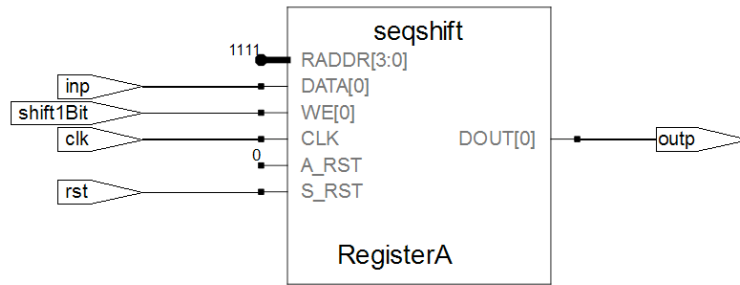 seqshift
1111
RADDR[3:0]
inp
DATA[0]
shift1Bit
WE[0]
clk
CLK
DOUT[0]
outp
0
A_RST
rst
S_RST
RegisterA